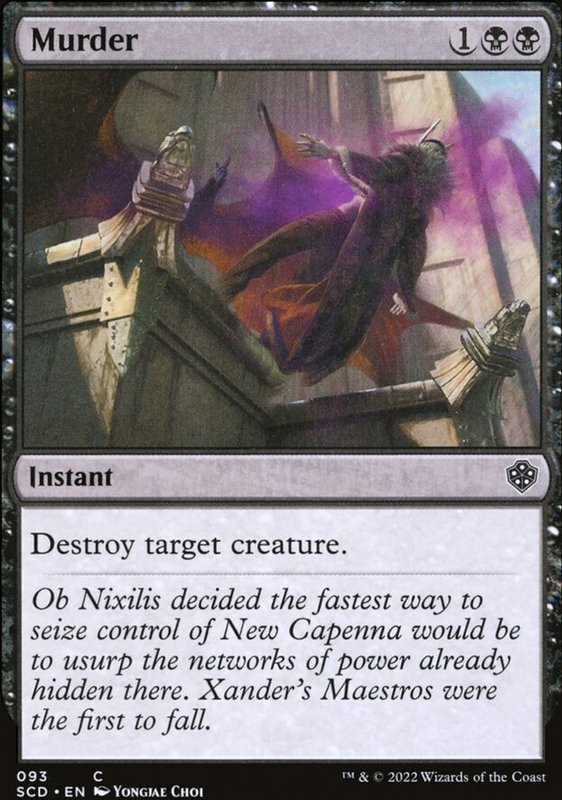 Murder 1
Instant
Destroy target creature.
Ob Nixilis decided the fastest way to
seize control of New Capenna would be
to usurp the networks of power already
hidden there. Xander's Maestros were
the first to fall.
093 C
SCD • EN Yongjae Choi
™ & © 2022 Wizards of the Coast